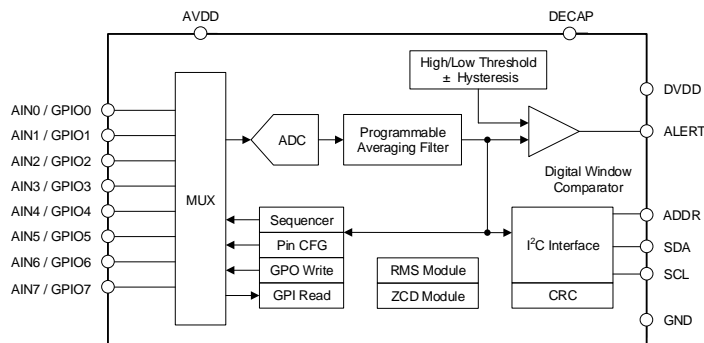 AVDD
DECAP
High/Low Threshold
± Hysteresis
DVDD
AIN0 / GPIO0
AIN1 / GPIO1
AIN2 / GPIO2
AIN3 / GPIO3
AIN4 / GPIO4
AIN5 / GPIO5
AIN6 / GPIO6
AIN7 / GPIO7
MUX
ADC
Programmable
Averaging Filter
ALERT
Digital Window
Comparator
Sequencer
Pin CFG
GPO Write
GPI Read
RMS Module
ZCD Module
I²C Interface
CRC
ADDR
SDA
SCL
GND